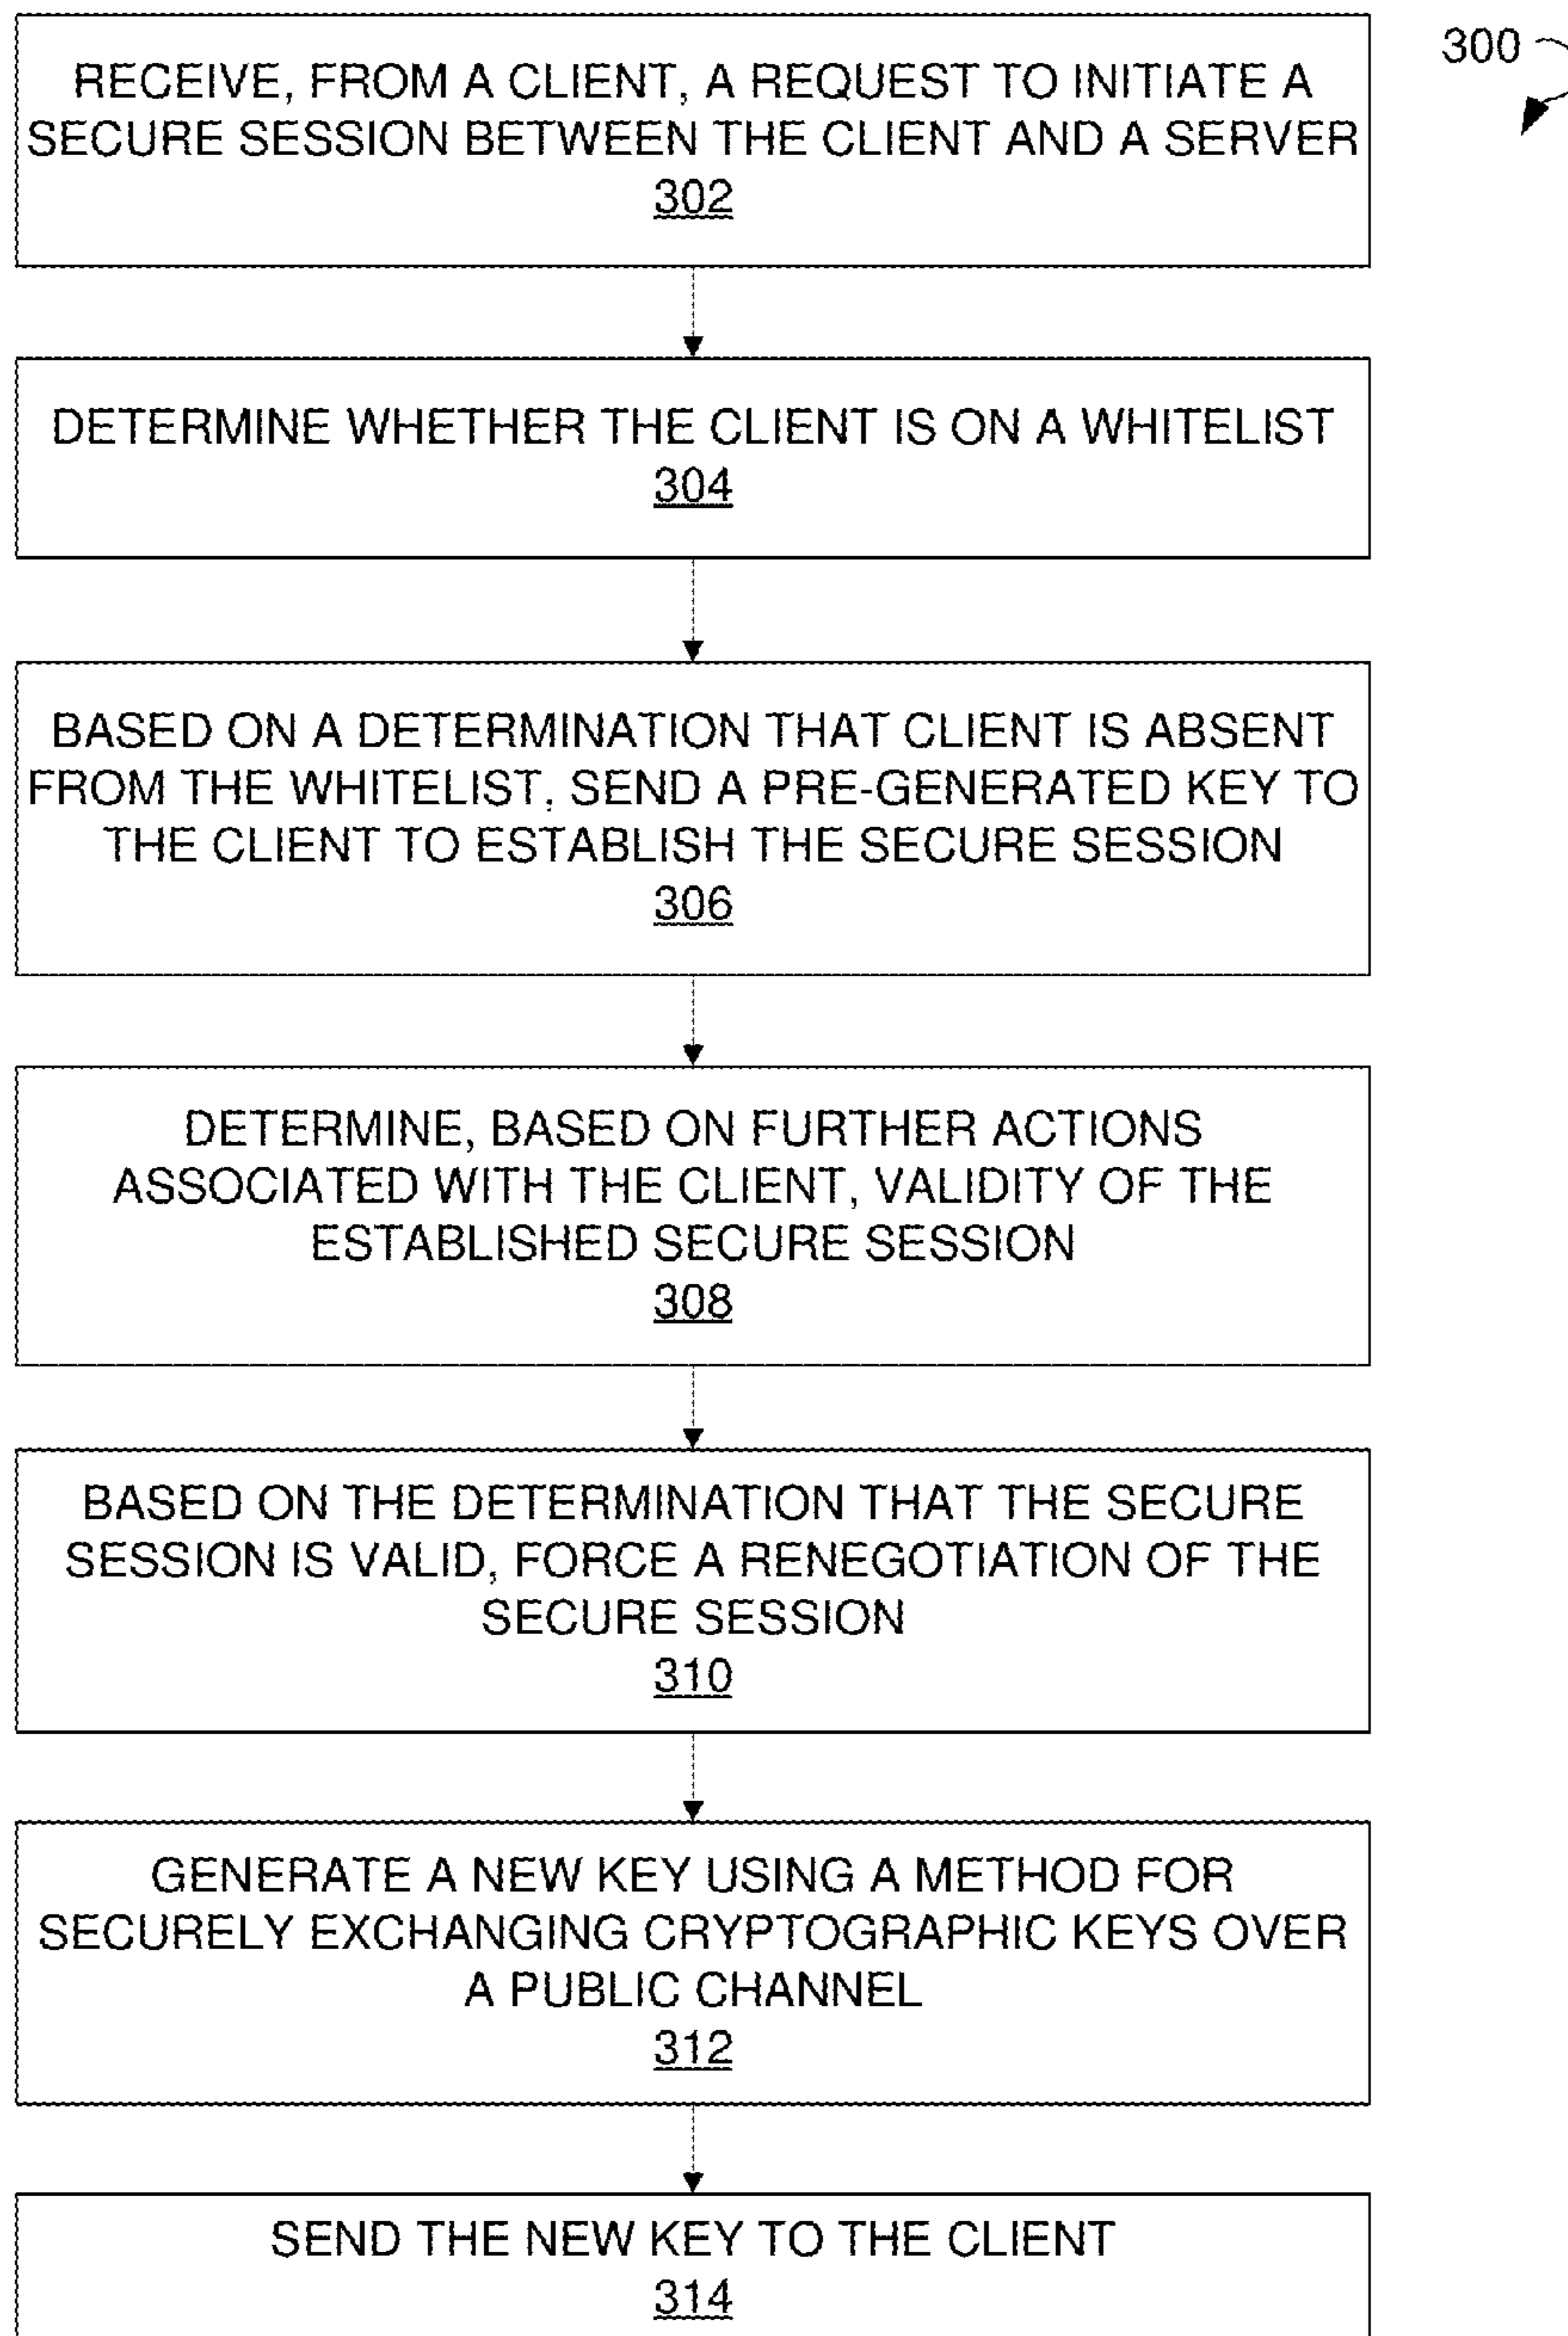 300
RECEIVE, FROM A CLIENT, A REQUEST TO INITIATE A
SECURE SESSION BETWEEN THE CLIENT AND A SERVER
302
DETERMINE WHETHER THE CLIENT IS ON A WHITELIST
304
BASED ON A DETERMINATION THAT CLIENT IS ABSENT
FROM THE WHITELIST, SEND A PRE-GENERATED KEY TO
THE CLIENT TO ESTABLISH THE SECURE SESSION
306
DETERMINE, BASED ON FURTHER ACTIONS
ASSOCIATED WITH THE CLIENT, VALIDITY OF THE
ESTABLISHED SECURE SESSION
308
BASED ON THE DETERMINATION THAT THE SECURE
SESSION IS VALID, FORCE A RENEGOTIATION OF THE
SECURE SESSION
310
GENERATE A NEW KEY USING A METHOD FOR
SECURELY EXCHANGING CRYPTOGRAPHIC KEYS OVER
A PUBLIC CHANNEL
312
SEND THE NEW KEY TO THE CLIENT
314